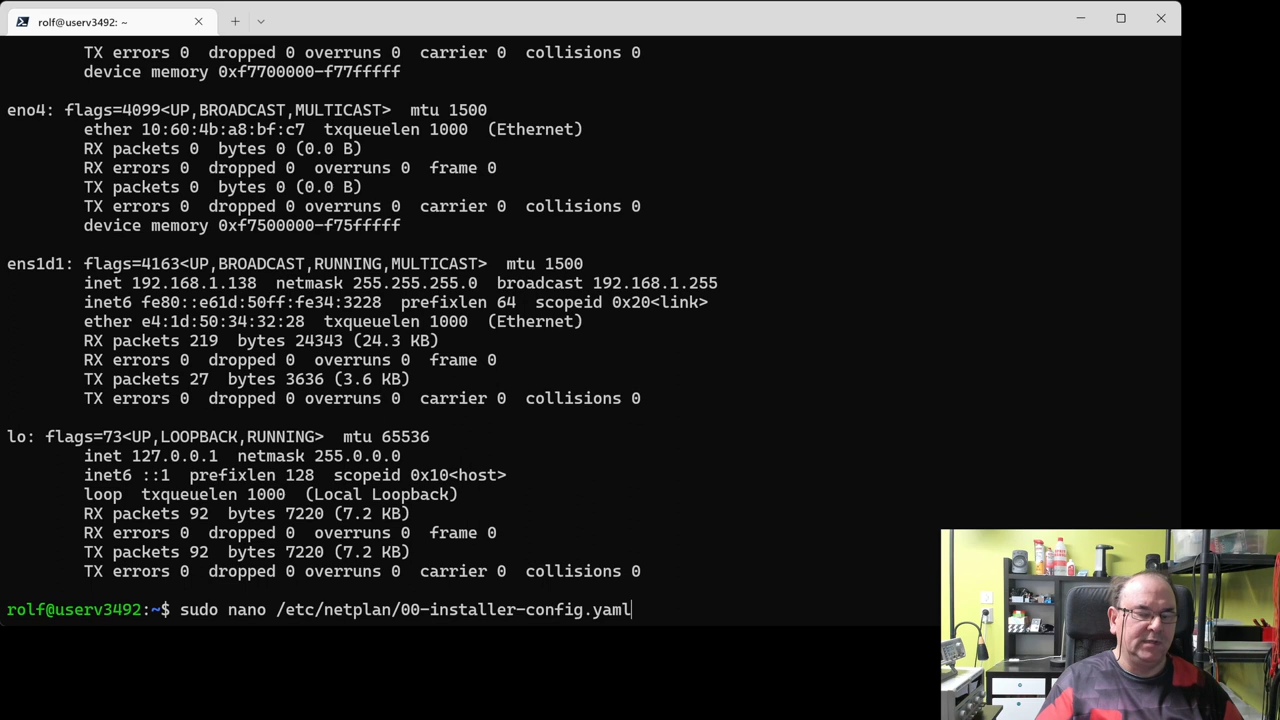 rolf@userv3492: ~
TX errors 0  dropped 0 overruns 0  carrier 0  collisions 0
device memory 0xf7700000-f77fffff
eno4: flags=4099<UP,BROADCAST,MULTICAST>  mtu 1500
ether 10:60:4b:a8:bf:c7  txqueuelen 1000  (Ethernet)
RX packets 0  bytes 0 (0.0 B)
RX errors 0  dropped 0  overruns 0  frame 0
TX packets 0  bytes 0 (0.0 B)
TX errors 0  dropped 0 overruns 0  carrier 0  collisions 0
device memory 0xf7500000-f75fffff
ens1d1: flags=4163<UP,BROADCAST,RUNNING,MULTICAST>  mtu 1500
inet 192.168.1.138  netmask 255.255.255.0  broadcast 192.168.1.255
inet6 fe80::e61d:50ff:fe34:3228  prefixlen 64  scopeid 0x20<link>
ether e4:1d:50:34:32:28  txqueuelen 1000  (Ethernet)
RX packets 219  bytes 24343 (24.3 KB)
RX errors 0  dropped 0  overruns 0  frame 0
TX packets 27  bytes 3636 (3.6 KB)
TX errors 0  dropped 0 overruns 0  carrier 0  collisions 0
lo: flags=73<UP,LOOPBACK,RUNNING>  mtu 65536
inet 127.0.0.1  netmask 255.0.0.0
inet6 ::1  prefixlen 128  scopeid 0x10<host>
loop  txqueuelen 1000  (Local Loopback)
RX packets 92  bytes 7220 (7.2 KB)
RX errors 0  dropped 0  overruns 0  frame 0
TX packets 92  bytes 7220 (7.2 KB)
TX errors 0  dropped 0 overruns 0  carrier 0  collisions 0
rolf@userv3492:~$ sudo nano /etc/netplan/00-installer-config.yaml